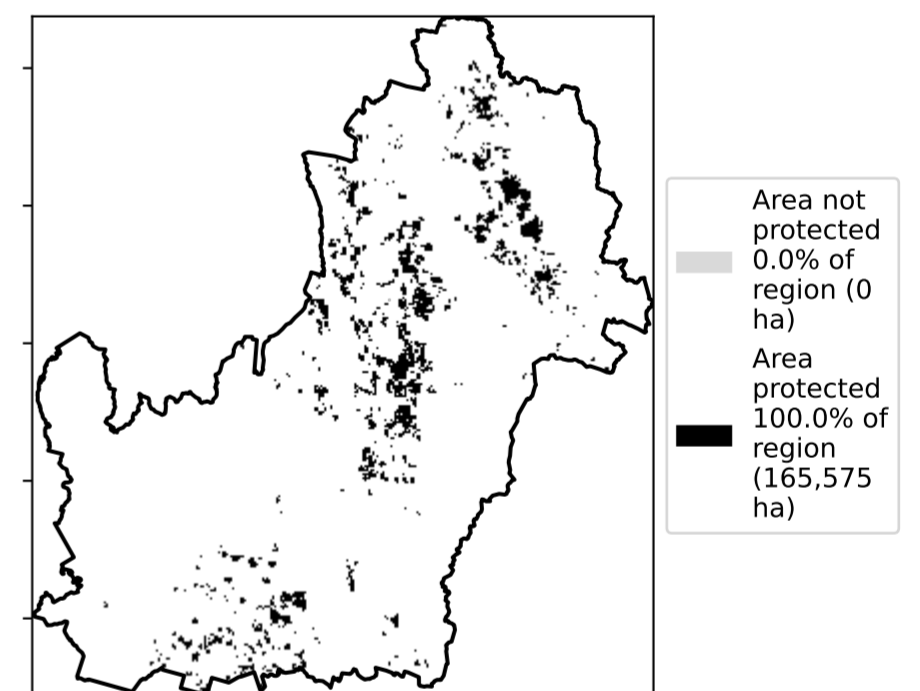 Area not
protected
0.0% of
region (0
ha)
Area
protected
100.0% of
region
(165,575
ha)